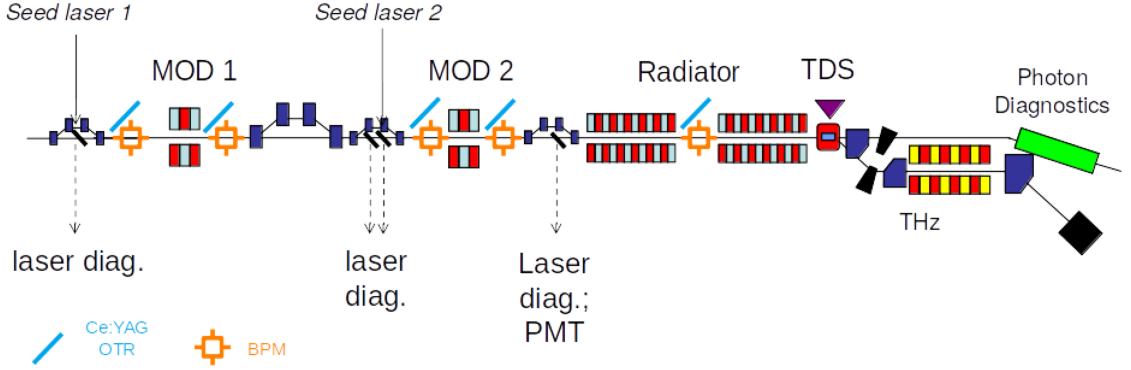 Seed laser 1
Seed laser 2
MOD 1
MOD 2
Radiator
TDS
Photon
Diagnostics
THz
laser diag.
laser
diag.
Laser
diag.;
PMT
Ce:YAG
OTR
BPM